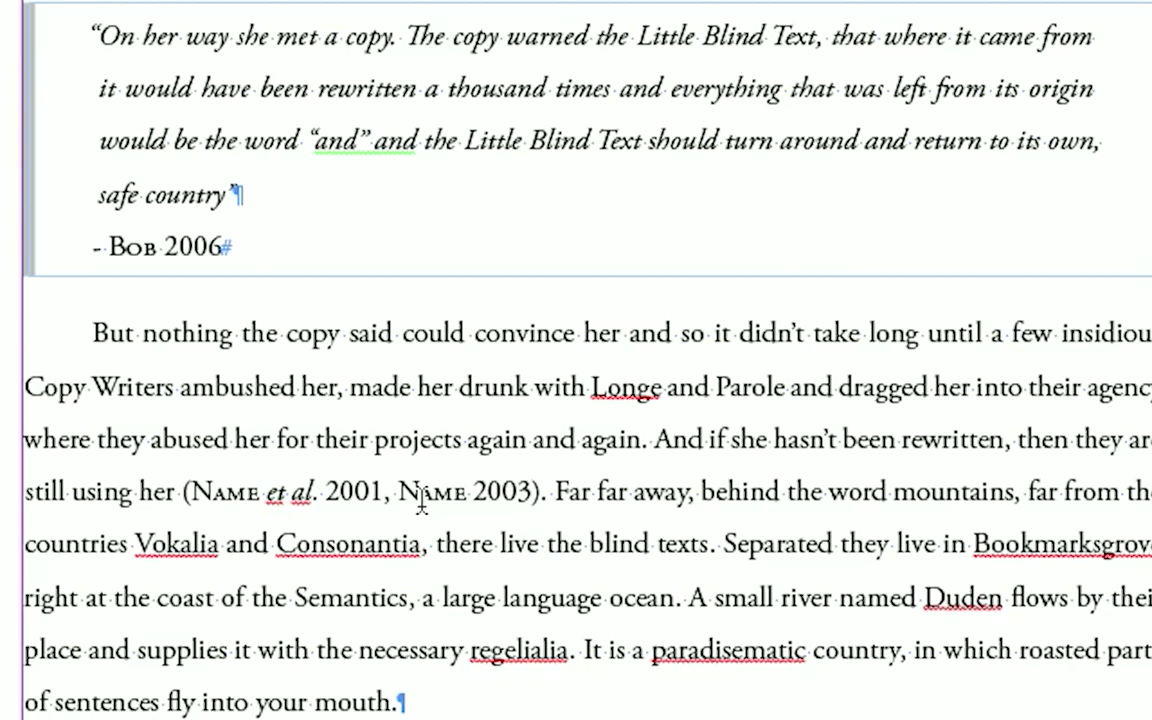 “On her way she met a copy. The copy warned the Little Blind Text, that where it came from
it would have been rewritten a thousand times and everything that was left from its origin
would be the word “and” and the Little Blind Text should turn around and return to its own,
safe country”¶
- Bob 2006#
But nothing the copy said could convince her and so it didn’t take long until a few insidiou
Copy Writers ambushed her, made her drunk with Longe and Parole and dragged her into their agenc
where they abused her for their projects again and again. And if she hasn’t been rewritten, then they ar
still using her (Name et al. 2001, Name 2003). Far far away, behind the word mountains, far from th
countries Vokalia and Consonantia, there live the blind texts. Separated they live in Bookmarksgrov
right at the coast of the Semantics, a large language ocean. A small river named Duden flows by thei
place and supplies it with the necessary regelialia. It is a paradisematic country, in which roasted part
of sentences fly into your mouth.¶